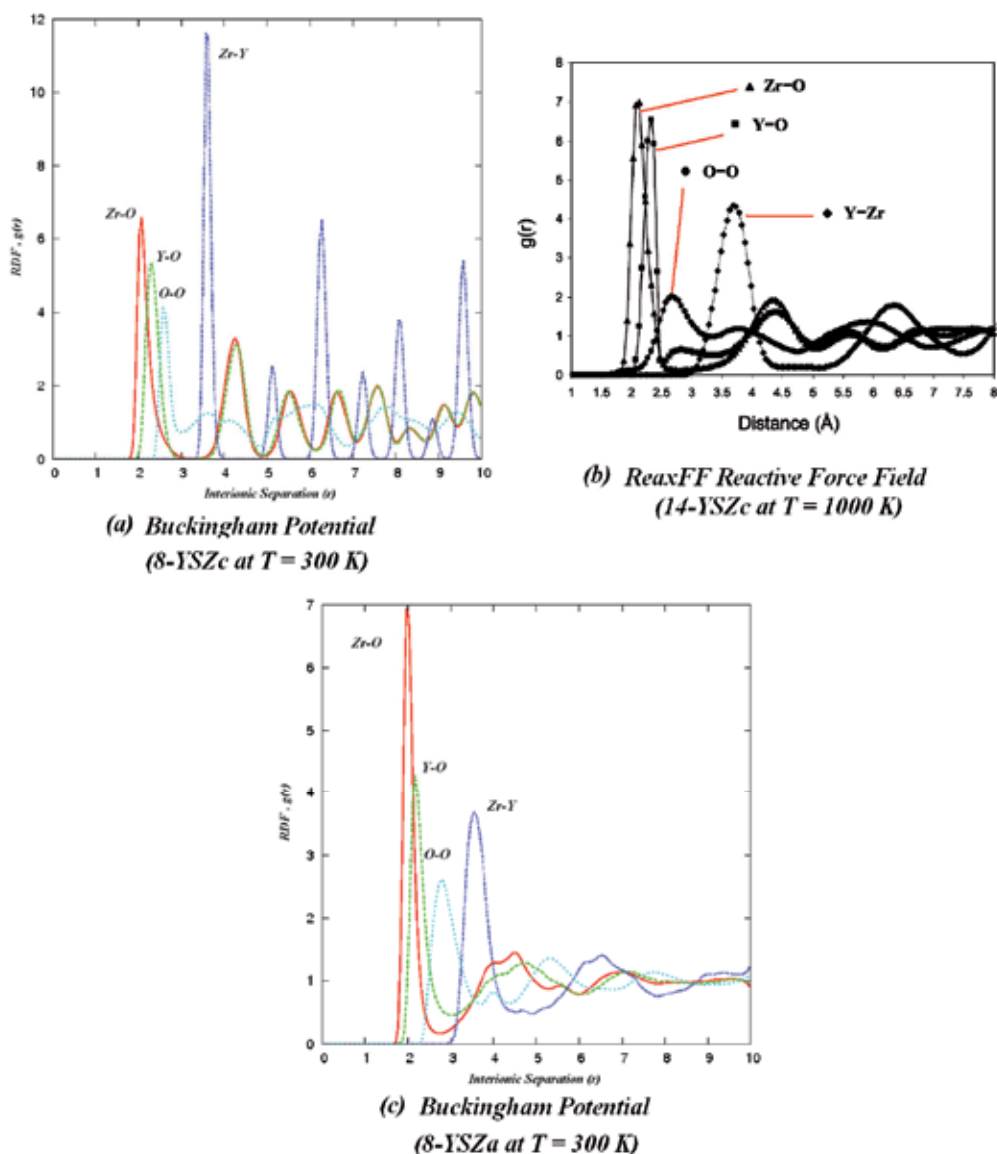 12
10
8
6
4
2
0
RDF , g(r)
Zr-Y
Zr-O
Y-O
O-O
0 1 2 3 4 5 6 7 8 9 10
Interionic Separation (r)
(a) Buckingham Potential
(8-YSZc at T = 300 K)
8
7
6
5
4
3
2
1
0
g(r)
Zr-O
Y-O
O-O
Y-Zr
1 1.5 2 2.5 3 3.5 4 4.5 5 5.5 6 6.5 7 7.5 8
Distance (Å)
(b) ReaxFF Reactive Force Field
(14-YSZc at T = 1000 K)
7
6
5
4
3
2
1
0
RDF , g(r)
Zr-O
Y-O
Zr-Y
O-O
0 1 2 3 4 5 6 7 8 9 10
Interionic Separation (r)
(c) Buckingham Potential
(8-YSZa at T = 300 K)